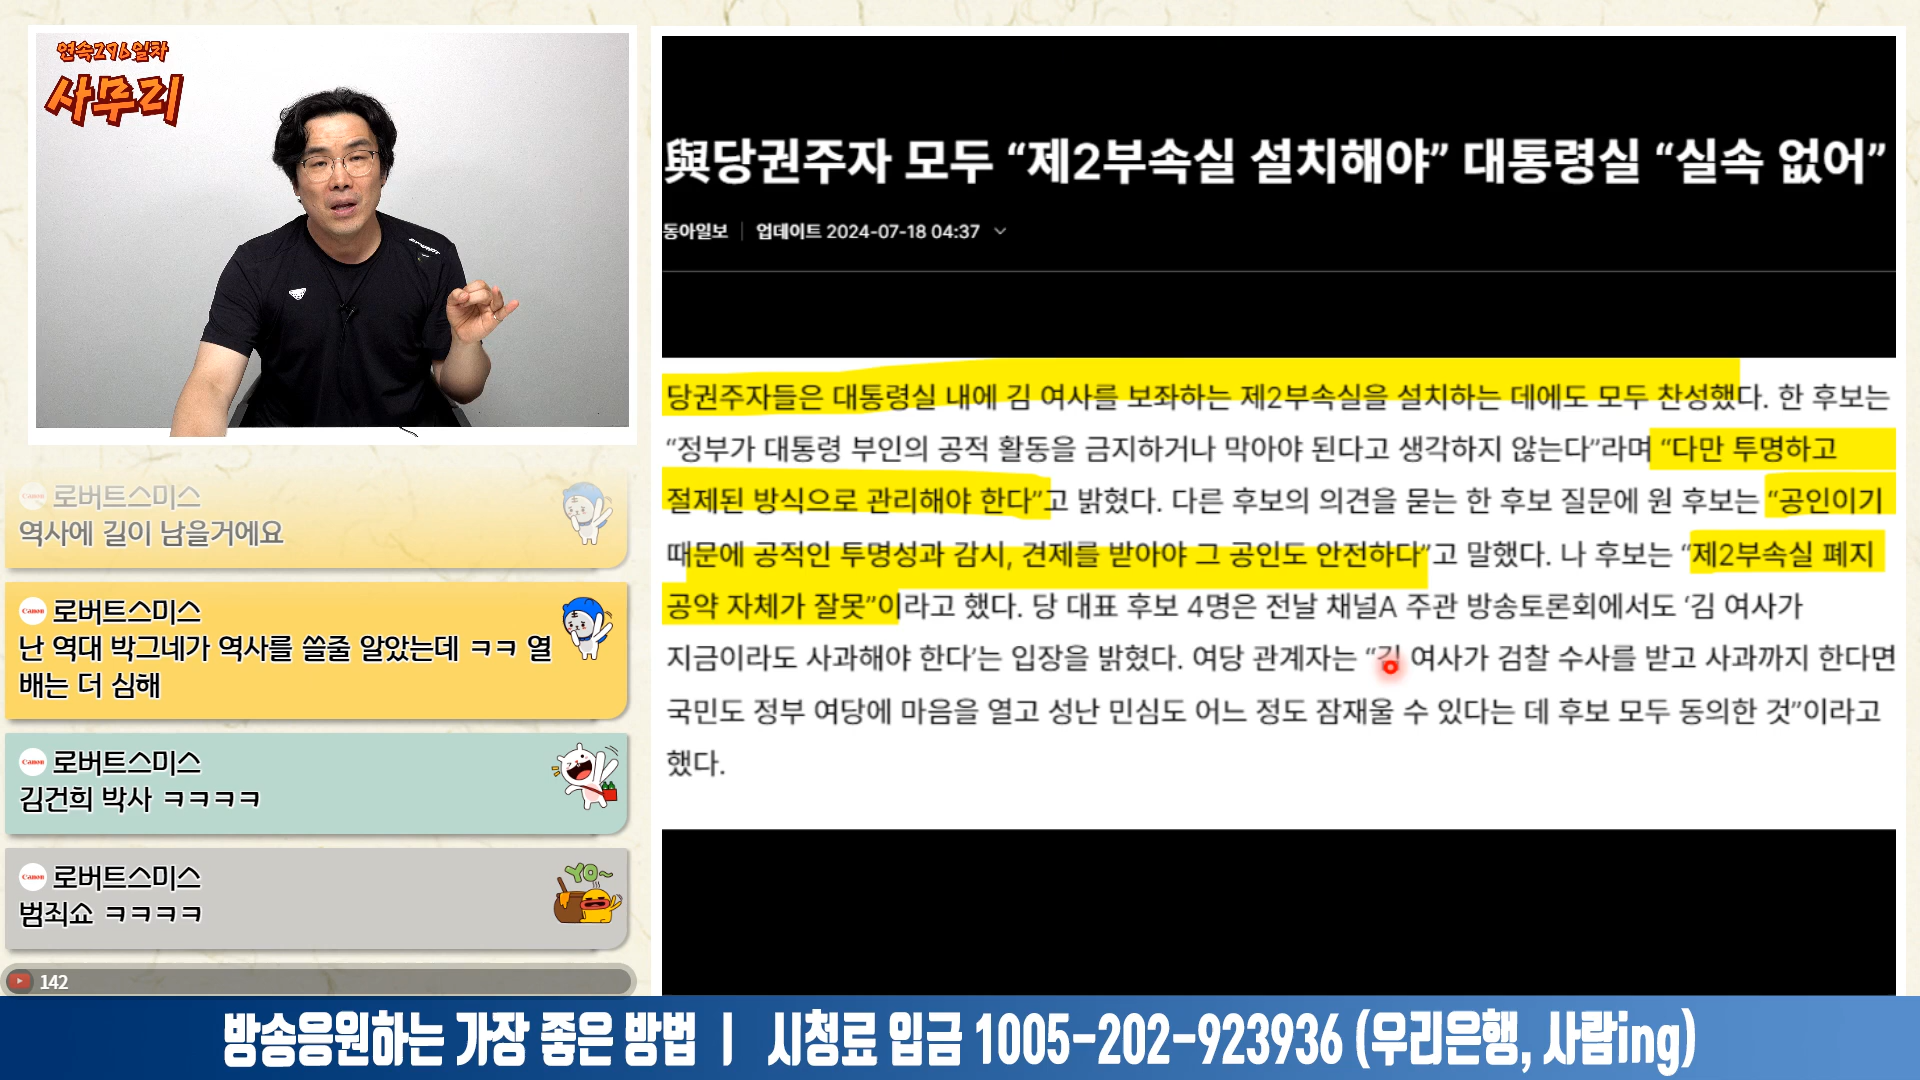 연속276일차
사무리
與당권주자 모두 “제2부속실 설치해야” 대통령실 “실속 없어”
동아일보 업데이트 2024-07-18 04:37
당권주자들은 대통령실 내에 김 여사를 보좌하는 제2부속실을 설치하는 데에도 모두 찬성했다. 한 후보는
“정부가 대통령 부인의 공적 활동을 금지하거나 막아야 된다고 생각하지 않는다”라며 “다만 투명하고
절제된 방식으로 관리해야 한다”고 밝혔다. 다른 후보의 의견을 묻는 한 후보 질문에 원 후보는 “공인이기
때문에 공적인 투명성과 감시, 견제를 받아야 그 공인도 안전하다”고 말했다. 나 후보는 “제2부속실 폐지
공약 자체가 잘못”이라고 했다. 당 대표 후보 4명은 전날 채널A 주관 방송토론회에서도 ‘김 여사가
지금이라도 사과해야 한다’는 입장을 밝혔다. 여당 관계자는 “김 여사가 검찰 수사를 받고 사과까지 한다면
국민도 정부 여당에 마음을 열고 성난 민심도 어느 정도 잠재울 수 있다는 데 후보 모두 동의한 것”이라고
했다.
Canon 로버트스미스
역사에 길이 남을거에요
Canon 로버트스미스
난 역대 박그네가 역사를 쓸줄 알았는데 ㅋㅋ 열
배는 더 심해
Canon 로버트스미스
김건희 박사 ㅋㅋㅋㅋ
Canon 로버트스미스
범죄쇼 ㅋㅋㅋㅋ
YO~
142
방송응원하는 가장 좋은 방법 | 시청료 입금 1005-202-923936 (우리은행, 사람ing)